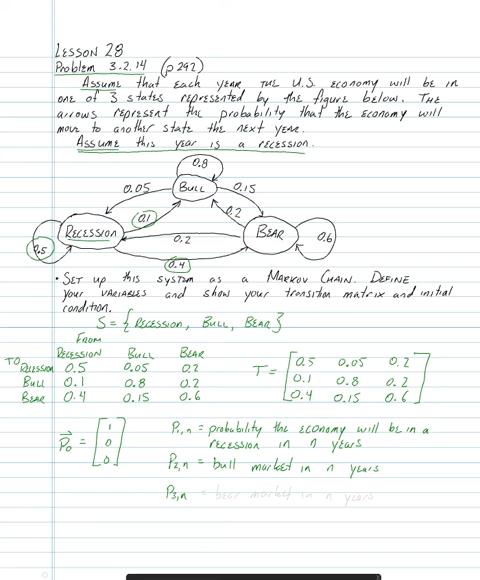 LESSON 28
Problem 3.2.14 (p 292)
Assume that each year the U.S. economy will be in
one of 3 states represented by the figure below. The
arrows represent the probability that the economy will
move to another state the next year.
Assume this year is a recession.
0.8
0.05 BULL 0.15
0.1 0.2
RECESSION BEAR
0.5 0.2 0.6
0.4
• Set up this system as a Markov Chain. Define
your variables and show your transition matrix and initial
condition.
S = {Recession, Bull, Bear}
From
To Recession Bull Bear
Recession 0.5 0.05 0.2
Bull 0.1 0.8 0.2
Bear 0.4 0.15 0.6
T = [0.5 0.05 0.2
0.1 0.8 0.2
0.4 0.15 0.6]
P₀ = [1
0
0]
P₁,n = probability the economy will be in a
recession in n years
P₂,n = bull market in n years
P₃,n = bear market in n years